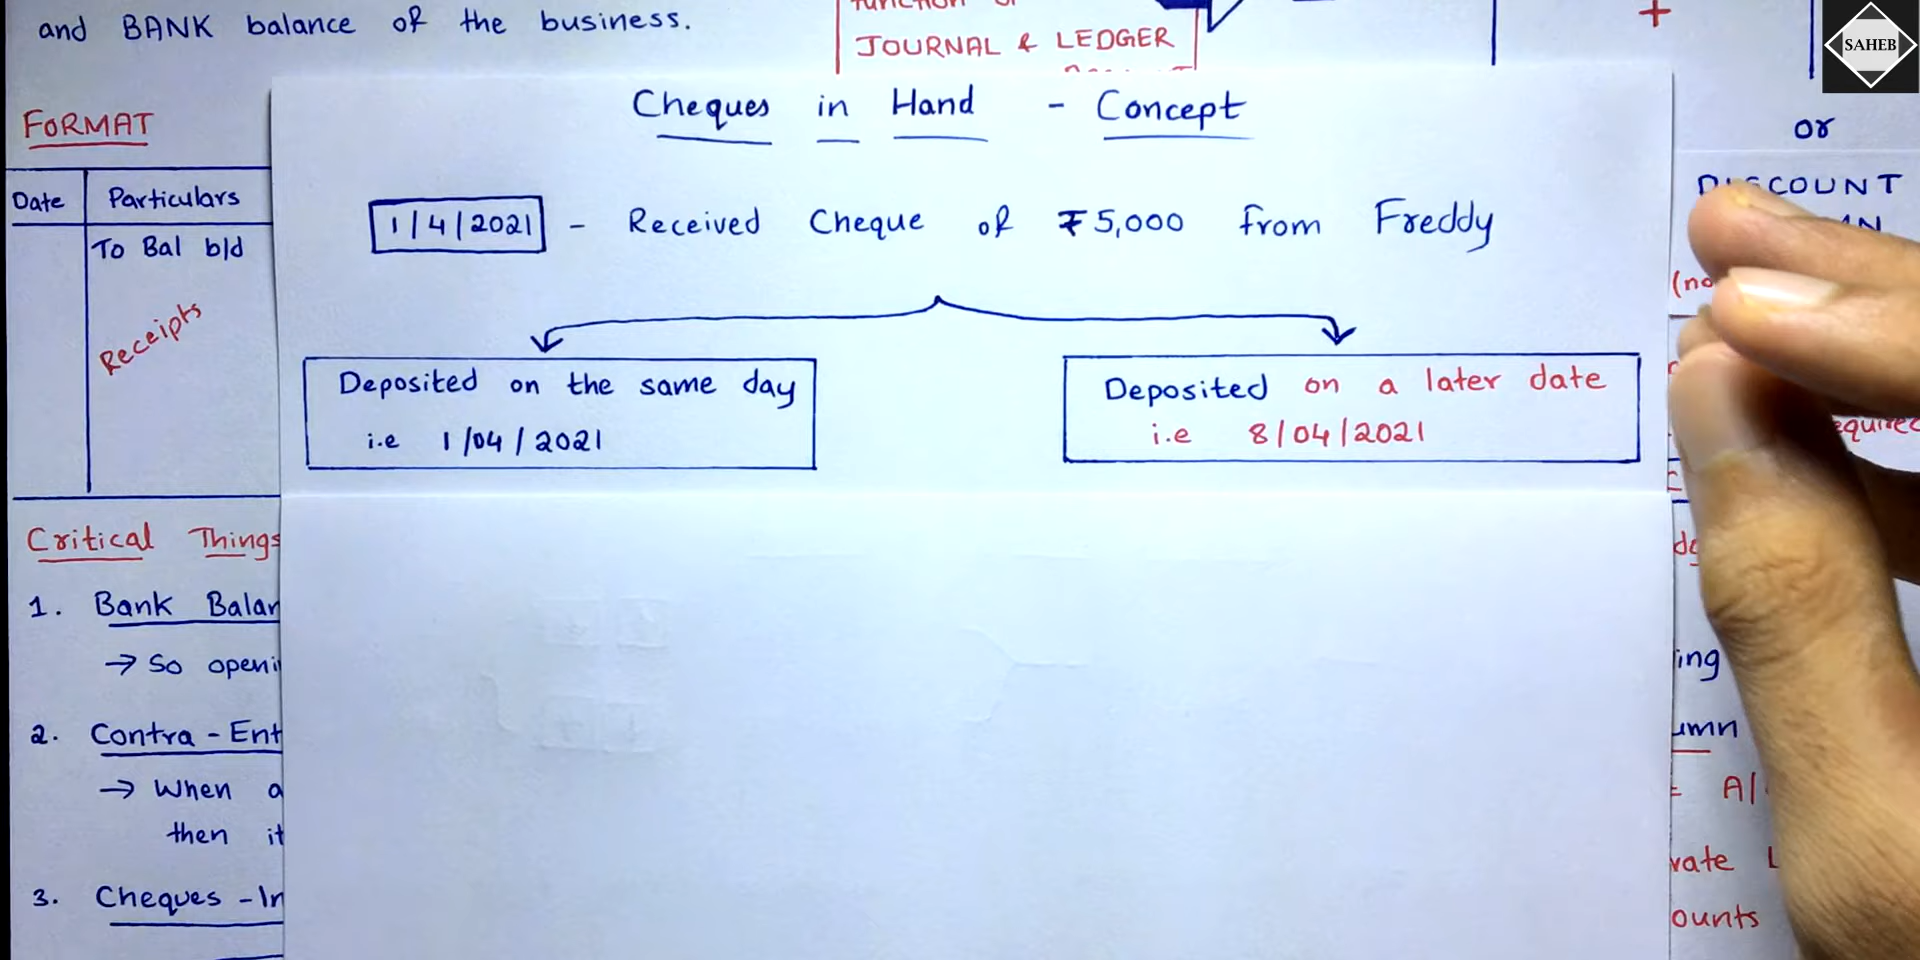 and BANK balance of the business.
JOURNAL & LEDGER
+
SAHEB
Cheques in Hand - Concept
FORMAT
or
Date Particulars
DISCOUNT
1/4/2021 - Received Cheque of ₹5,000 from Freddy
To Bal b/d
(no
Receipts
Deposited on the same day
i.e 1/04/2021
Deposited on a later date
i.e 8/04/2021
Critical Things
1. Bank Balan
→ So openi
ing
2. Contra - Ent
umn
→ When a
A/
then it
3. Cheques - In
ounts